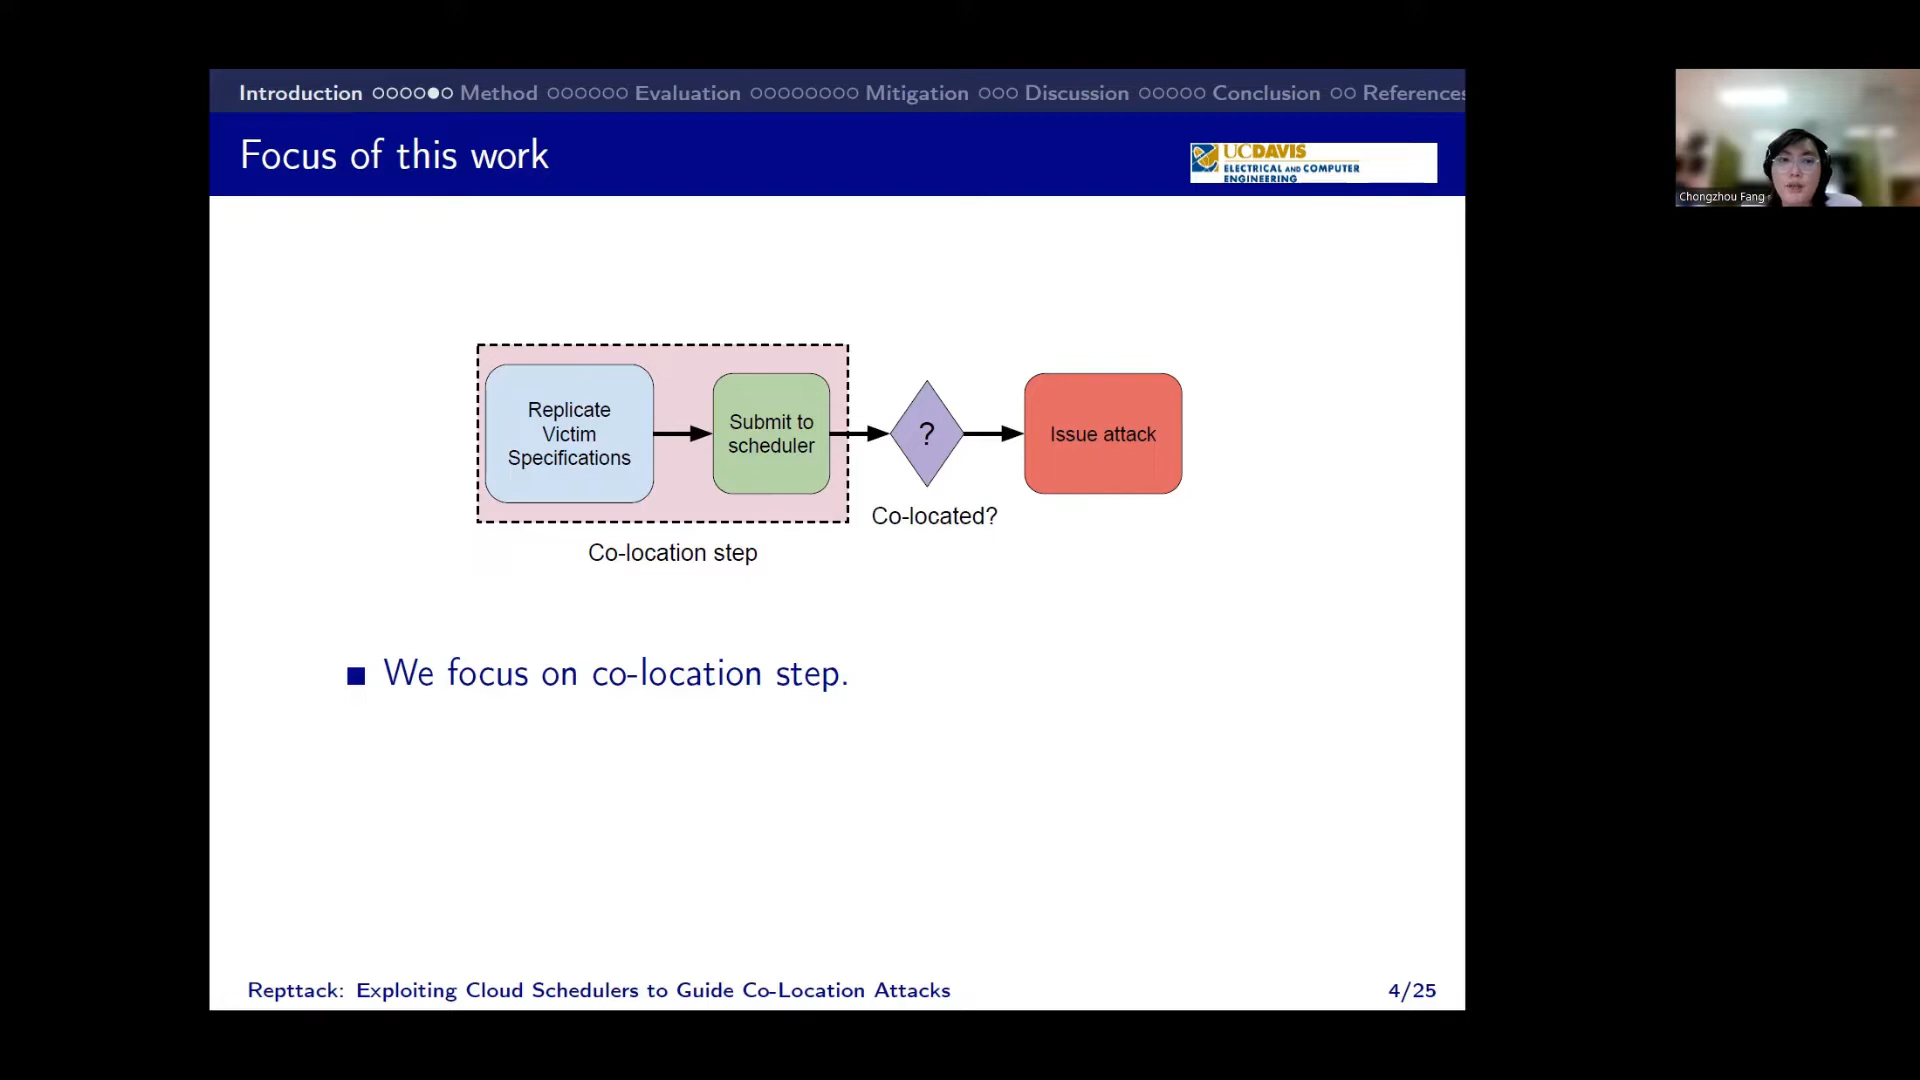 Introduction Method Evaluation Mitigation Discussion Conclusion References
Focus of this work
UCDAVIS
ELECTRICAL AND COMPUTER
ENGINEERING
Chongzhou Fang
Replicate
Victim
Specifications
Submit to
scheduler
?
Issue attack
Co-located?
Co-location step
We focus on co-location step.
Repttack: Exploiting Cloud Schedulers to Guide Co-Location Attacks 4/25